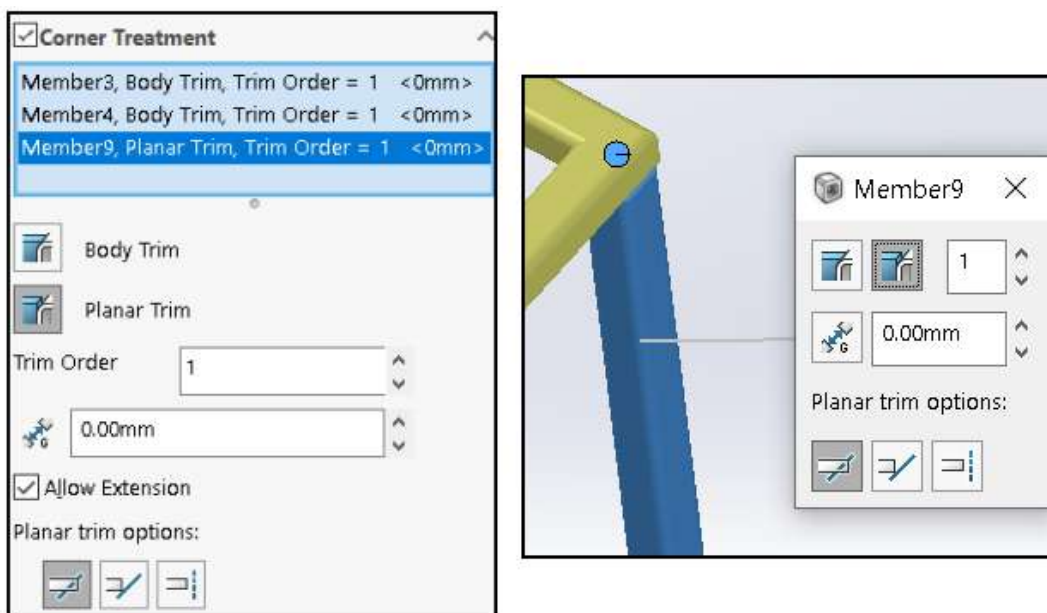 Corner Treatment
Member3, Body Trim, Trim Order = 1 <0mm>
Member4, Body Trim, Trim Order = 1 <0mm>
Member9, Planar Trim, Trim Order = 1 <0mm>
Body Trim
Planar Trim
Trim Order
1
G
0.00mm
Allow Extension
Planar trim options:
Member9
1
G
0.00mm
Planar trim options: